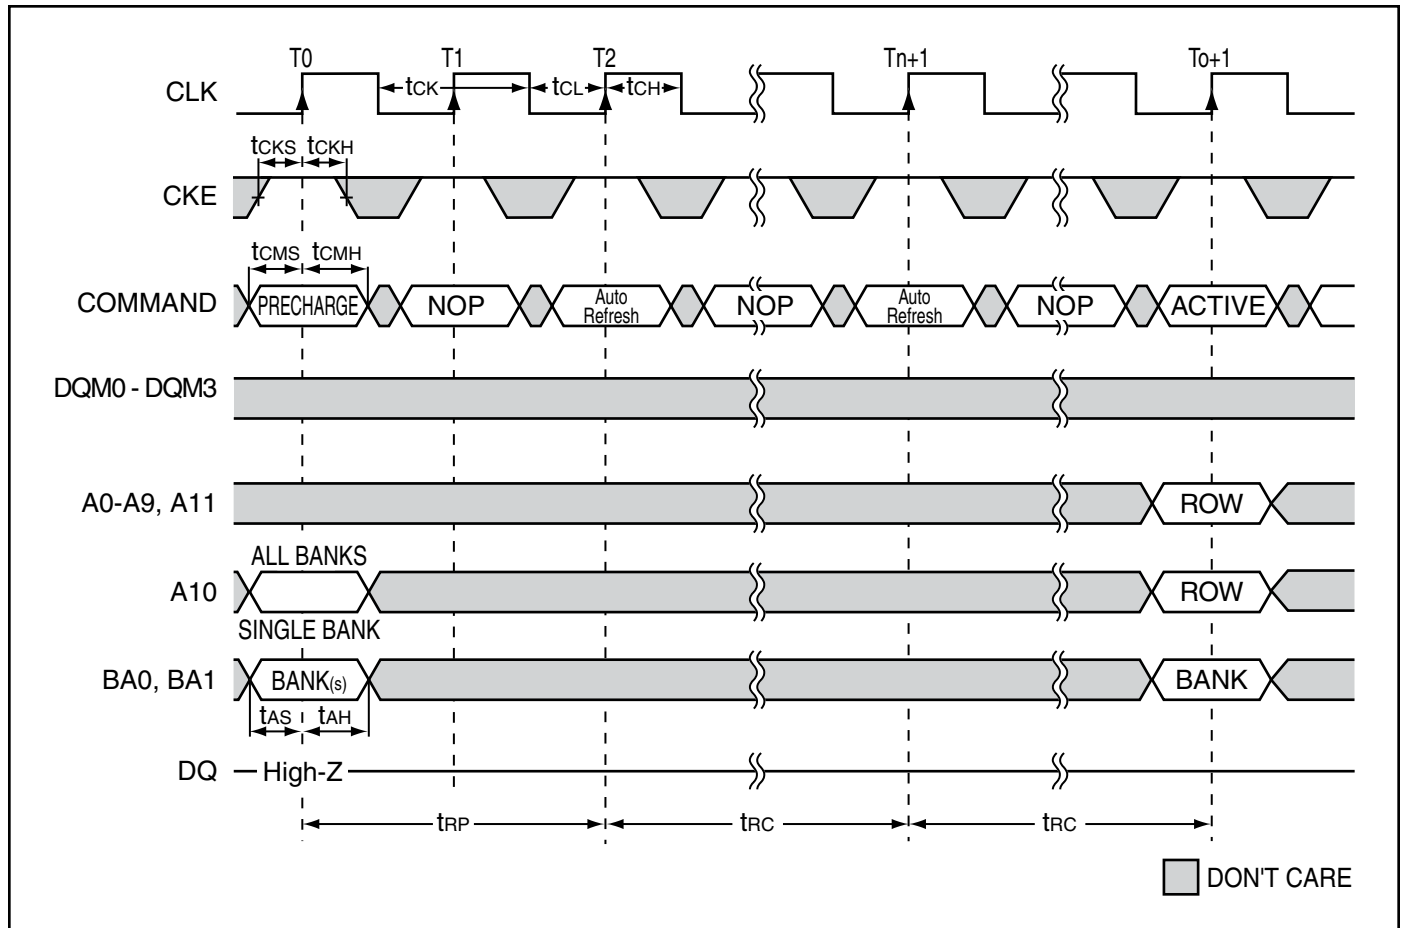 T0 T1 T2 Tn+1 To+1
CLK tCK tCL tCH
tCKS tCKH
CKE
tCMS tCMH
COMMAND PRECHARGE NOP Auto Refresh NOP Auto Refresh NOP ACTIVE
DQM0 - DQM3
A0-A9, A11 ROW
ALL BANKS
A10 ROW
SINGLE BANK
BA0, BA1 BANK(s) BANK
tAS tAH
DQ High-Z
tRP tRC tRC
DON'T CARE